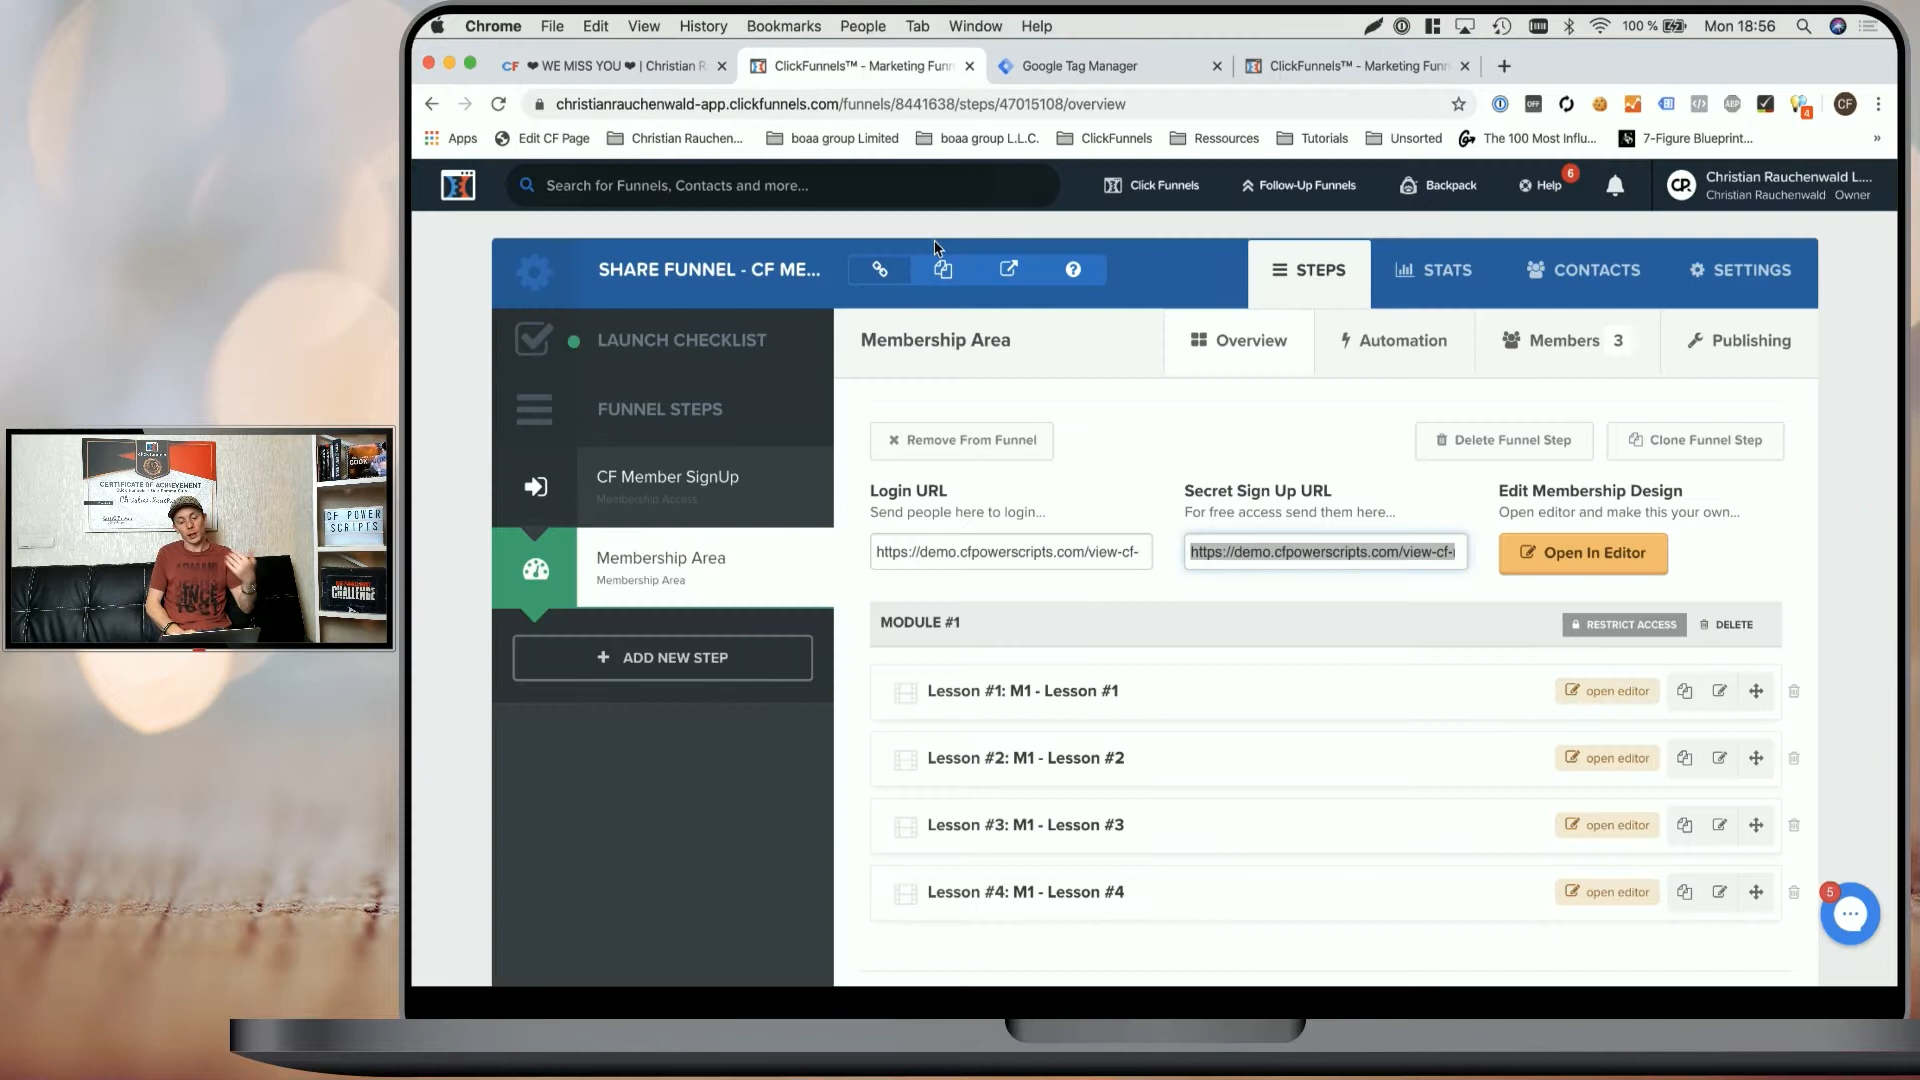 Chrome File Edit View History Bookmarks People Tab Window Help 100 % Mon 18:56
CF ❤ WE MISS YOU ❤ | Christian R
ClickFunnels™ - Marketing Funn
Google Tag Manager
ClickFunnels™ - Marketing Funn
christianrauchenwald-app.clickfunnels.com/funnels/8441638/steps/47015108/overview
OFF
ABP
4
CF
Apps Edit CF Page Christian Rauchen... boaa group Limited boaa group L.L.C. ClickFunnels Ressources Tutorials Unsorted The 100 Most Influ... 7-Figure Blueprint... »
Search for Funnels, Contacts and more...
Click Funnels Follow-Up Funnels Backpack Help 6
Christian Rauchenwald L....
Christian Rauchenwald Owner
SHARE FUNNEL - CF ME...
STEPS STATS CONTACTS SETTINGS
LAUNCH CHECKLIST
FUNNEL STEPS
CF Member SignUp
Membership Access
Membership Area
Membership Area
+ ADD NEW STEP
Membership Area
Overview Automation Members 3 Publishing
Remove From Funnel
Delete Funnel Step
Clone Funnel Step
Login URL
Send people here to login...
https://demo.cfpowerscripts.com/view-cf-
Secret Sign Up URL
For free access send them here...
https://demo.cfpowerscripts.com/view-cf-
Edit Membership Design
Open editor and make this your own...
Open In Editor
MODULE #1
RESTRICT ACCESS DELETE
Lesson #1: M1 - Lesson #1 open editor
Lesson #2: M1 - Lesson #2 open editor
Lesson #3: M1 - Lesson #3 open editor
Lesson #4: M1 - Lesson #4 open editor
5
CERTIFICATE OF ACHIEVEMENT
CF POWER
SCRIPTS
CHALLENGE